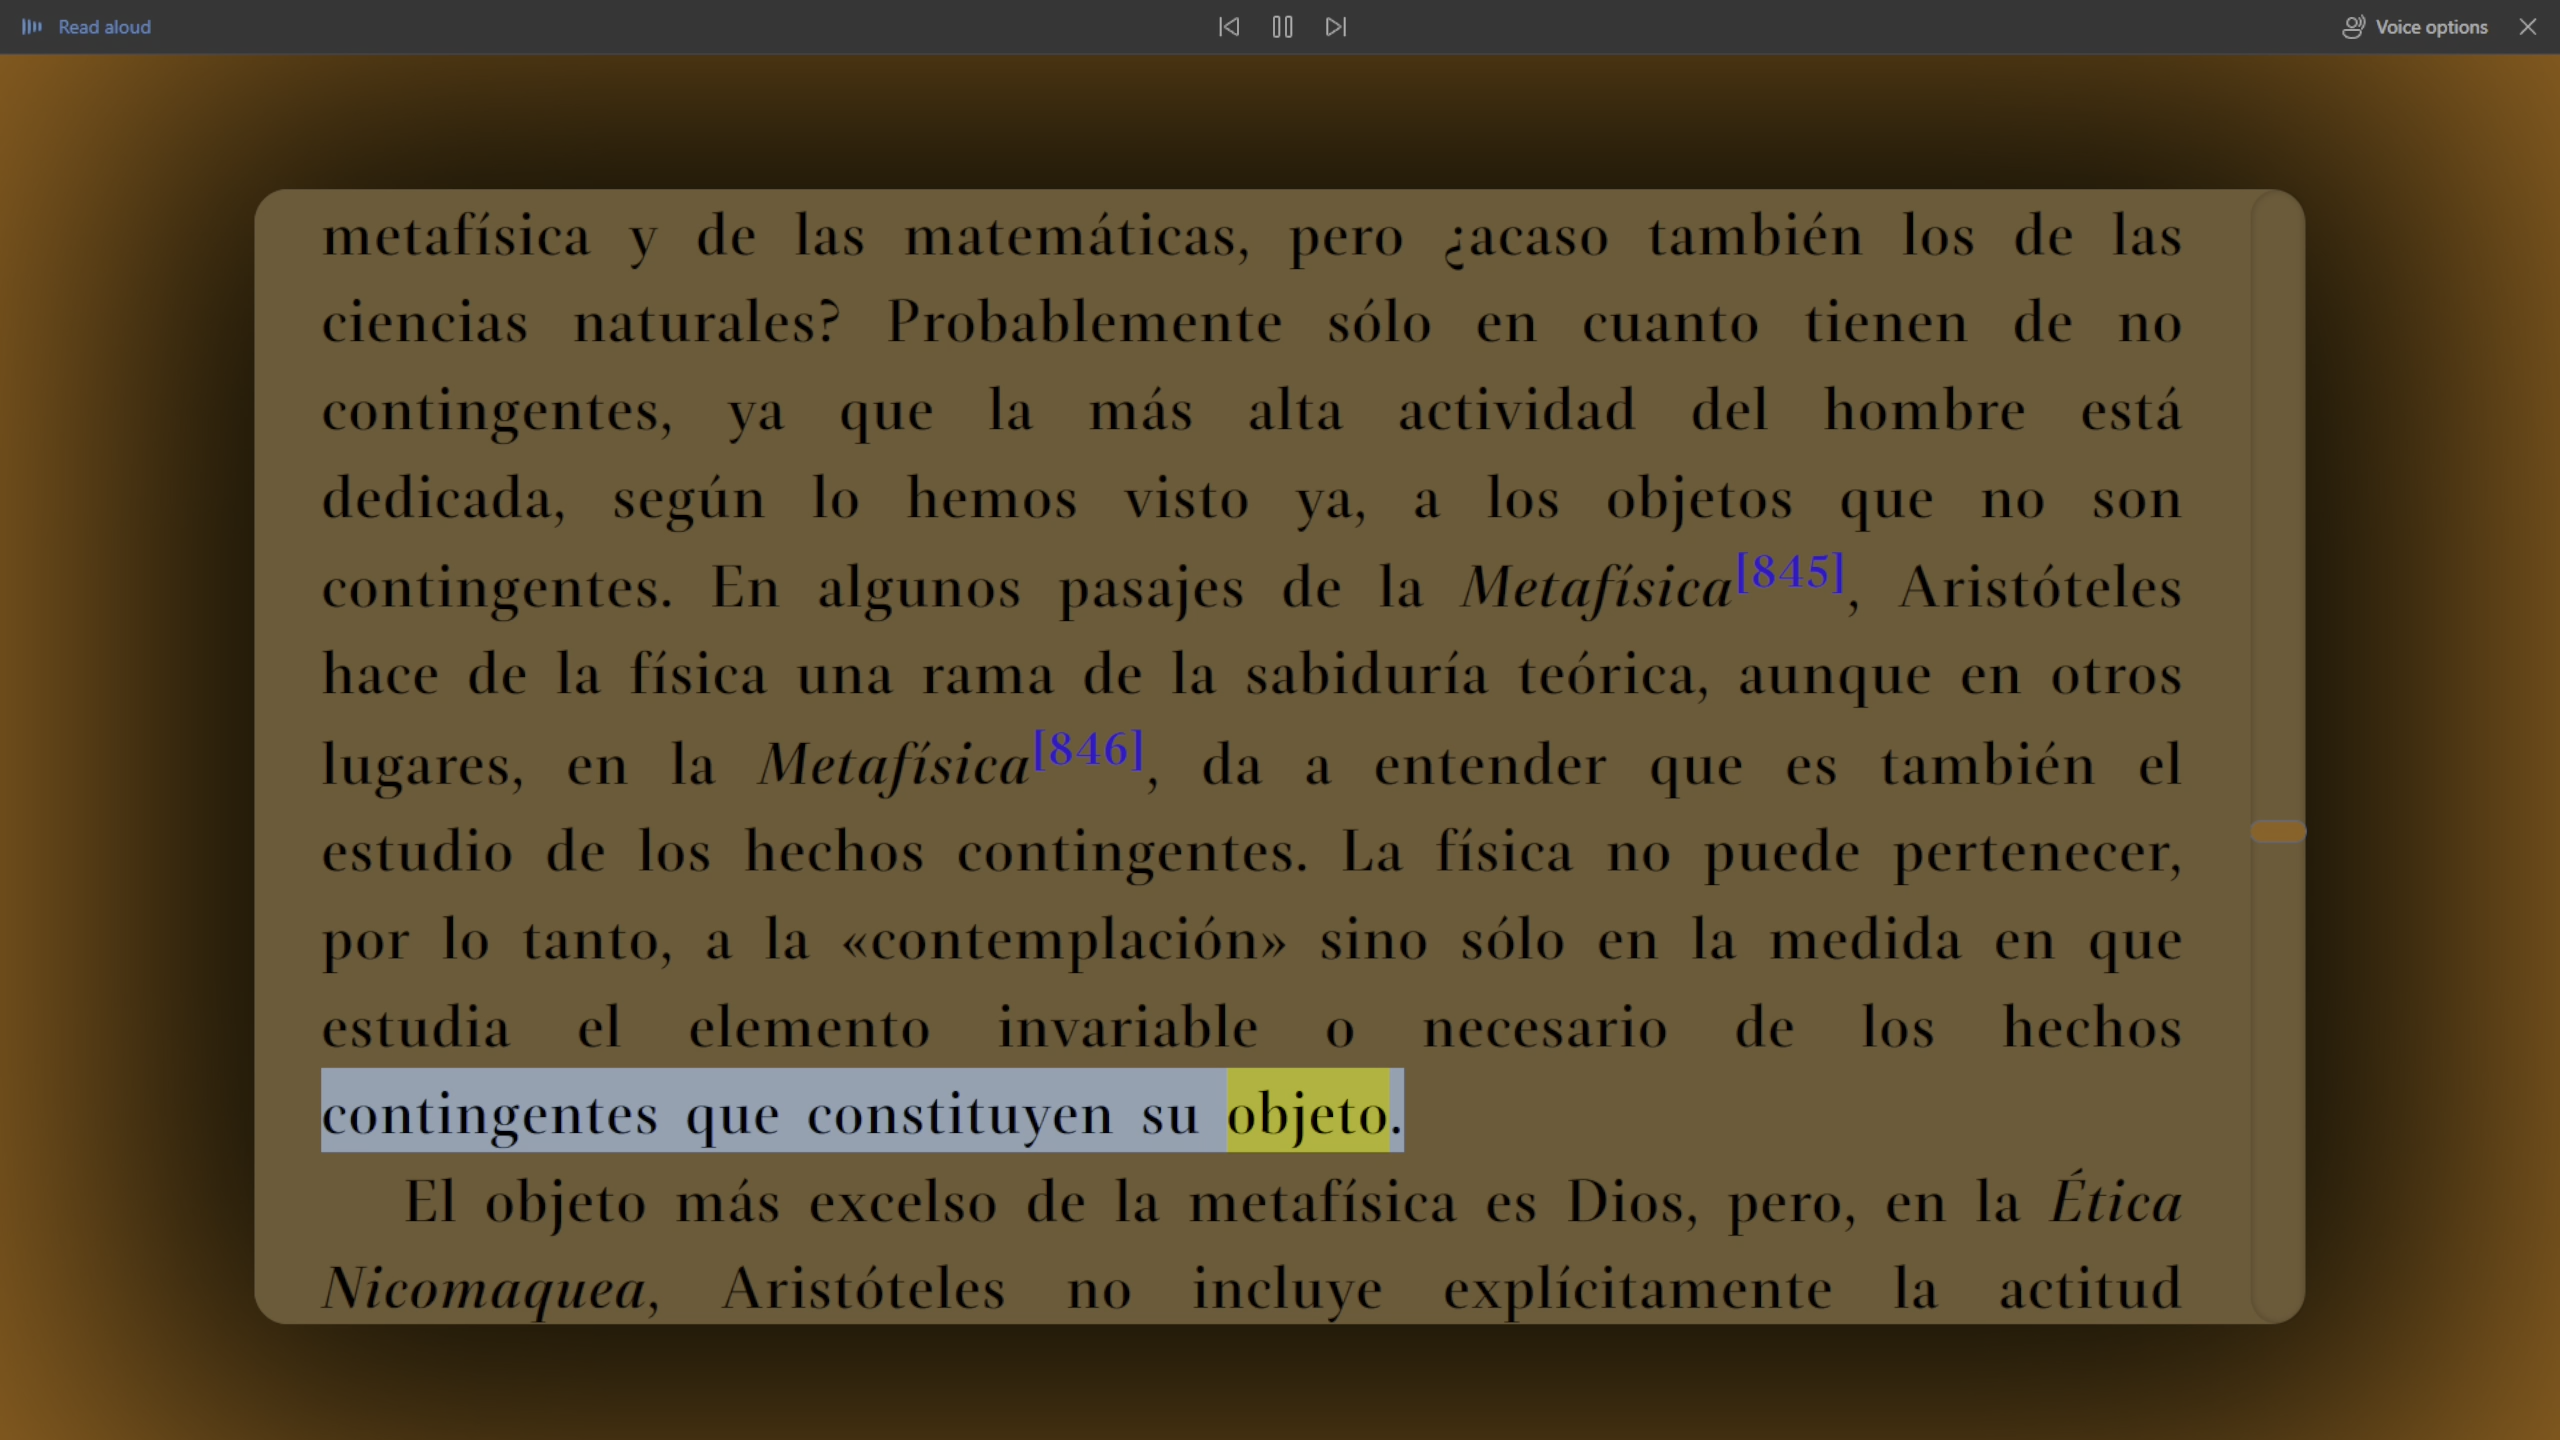 Read aloud
Voice options
metafísica y de las matemáticas, pero ¿acaso también los de las
ciencias naturales? Probablemente sólo en cuanto tienen de no
contingentes, ya que la más alta actividad del hombre está
dedicada, según lo hemos visto ya, a los objetos que no son
contingentes. En algunos pasajes de la Metafísica[845], Aristóteles
hace de la física una rama de la sabiduría teórica, aunque en otros
lugares, en la Metafísica[846], da a entender que es también el
estudio de los hechos contingentes. La física no puede pertenecer,
por lo tanto, a la «contemplación» sino sólo en la medida en que
estudia el elemento invariable o necesario de los hechos
contingentes que constituyen su objeto.
El objeto más excelso de la metafísica es Dios, pero, en la Ética
Nicomaquea, Aristóteles no incluye explícitamente la actitud